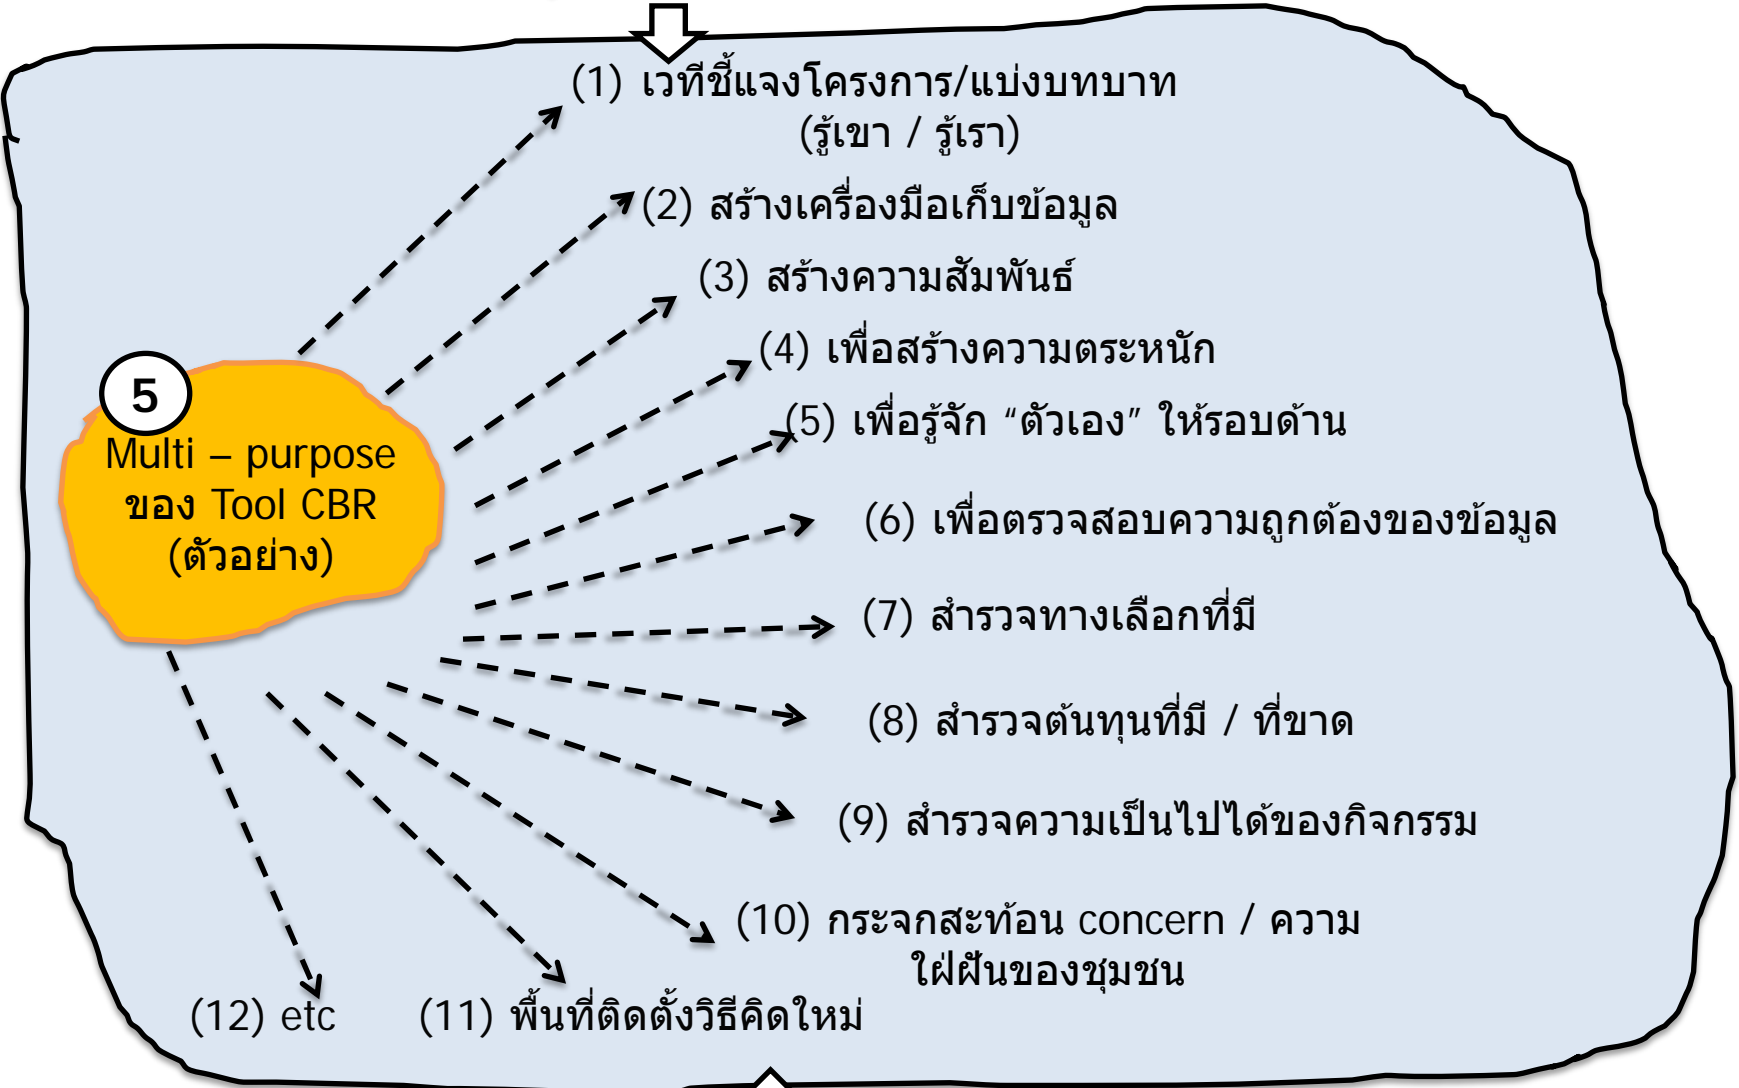 (1) เวทีชี้แจงโครงการ/แบ่งบทบาท
(รู้เขา / รู้เรา)
(2) สร้างเครื่องมือเก็บข้อมูล
(3) สร้างความสัมพันธ์
(4) เพื่อสร้างความตระหนัก
(5) เพื่อรู้จัก “ตัวเอง” ให้รอบด้าน
5
Multi – purpose
ของ Tool CBR
(ตัวอย่าง)
(6) เพื่อตรวจสอบความถูกต้องของข้อมูล
(7) สำรวจทางเลือกที่มี
(8) สำรวจต้นทุนที่มี / ที่ขาด
(9) สำรวจความเป็นไปได้ของกิจกรรม
(10) กระจกสะท้อน concern / ความ
ใฝ่ฝันของชุมชน
(11) พื้นที่ติดตั้งวิธีคิดใหม่
(12) etc